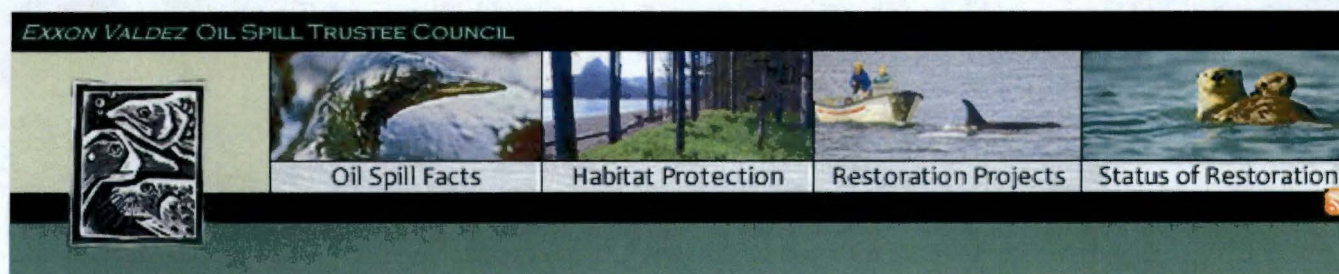 EXXON VALDEZ OIL SPILL TRUSTEE COUNCIL
Oil Spill Facts
Habitat Protection
Restoration Projects
Status of Restoration